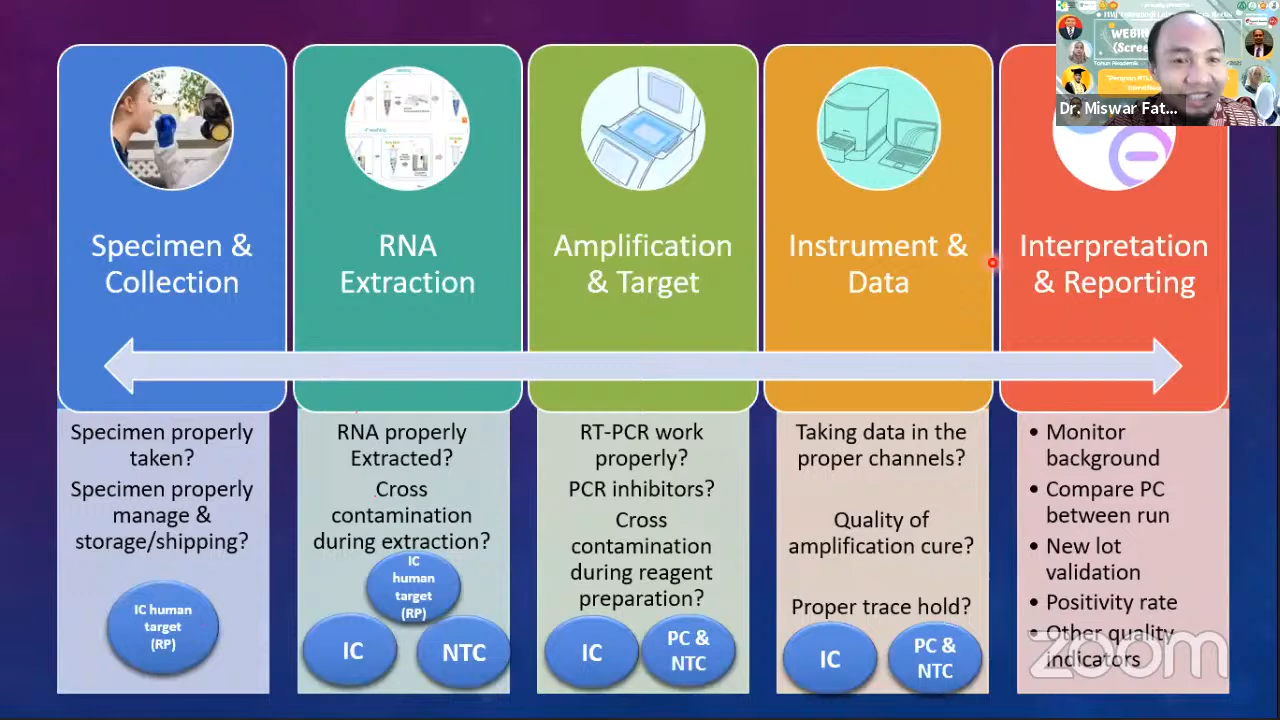 WEBIN
(Scree
Dr. Miswar Fat...
Specimen &
Collection
RNA
Extraction
Amplification
& Target
Instrument &
Data
Interpretation
& Reporting
Specimen properly
taken?
Specimen properly
manage &
storage/shipping?
IC human
target
(RP)
RNA properly
Extracted?
Cross
contamination
during extraction?
IC
human
target
(RP)
IC
NTC
RT-PCR work
properly?
PCR inhibitors?
Cross
contamination
during reagent
preparation?
IC
PC &
NTC
Taking data in the
proper channels?
Quality of
amplification cure?
Proper trace hold?
IC
PC &
NTC
• Monitor
background
• Compare PC
between run
• New lot
validation
• Positivity rate
• Other quality
indicators
zoom